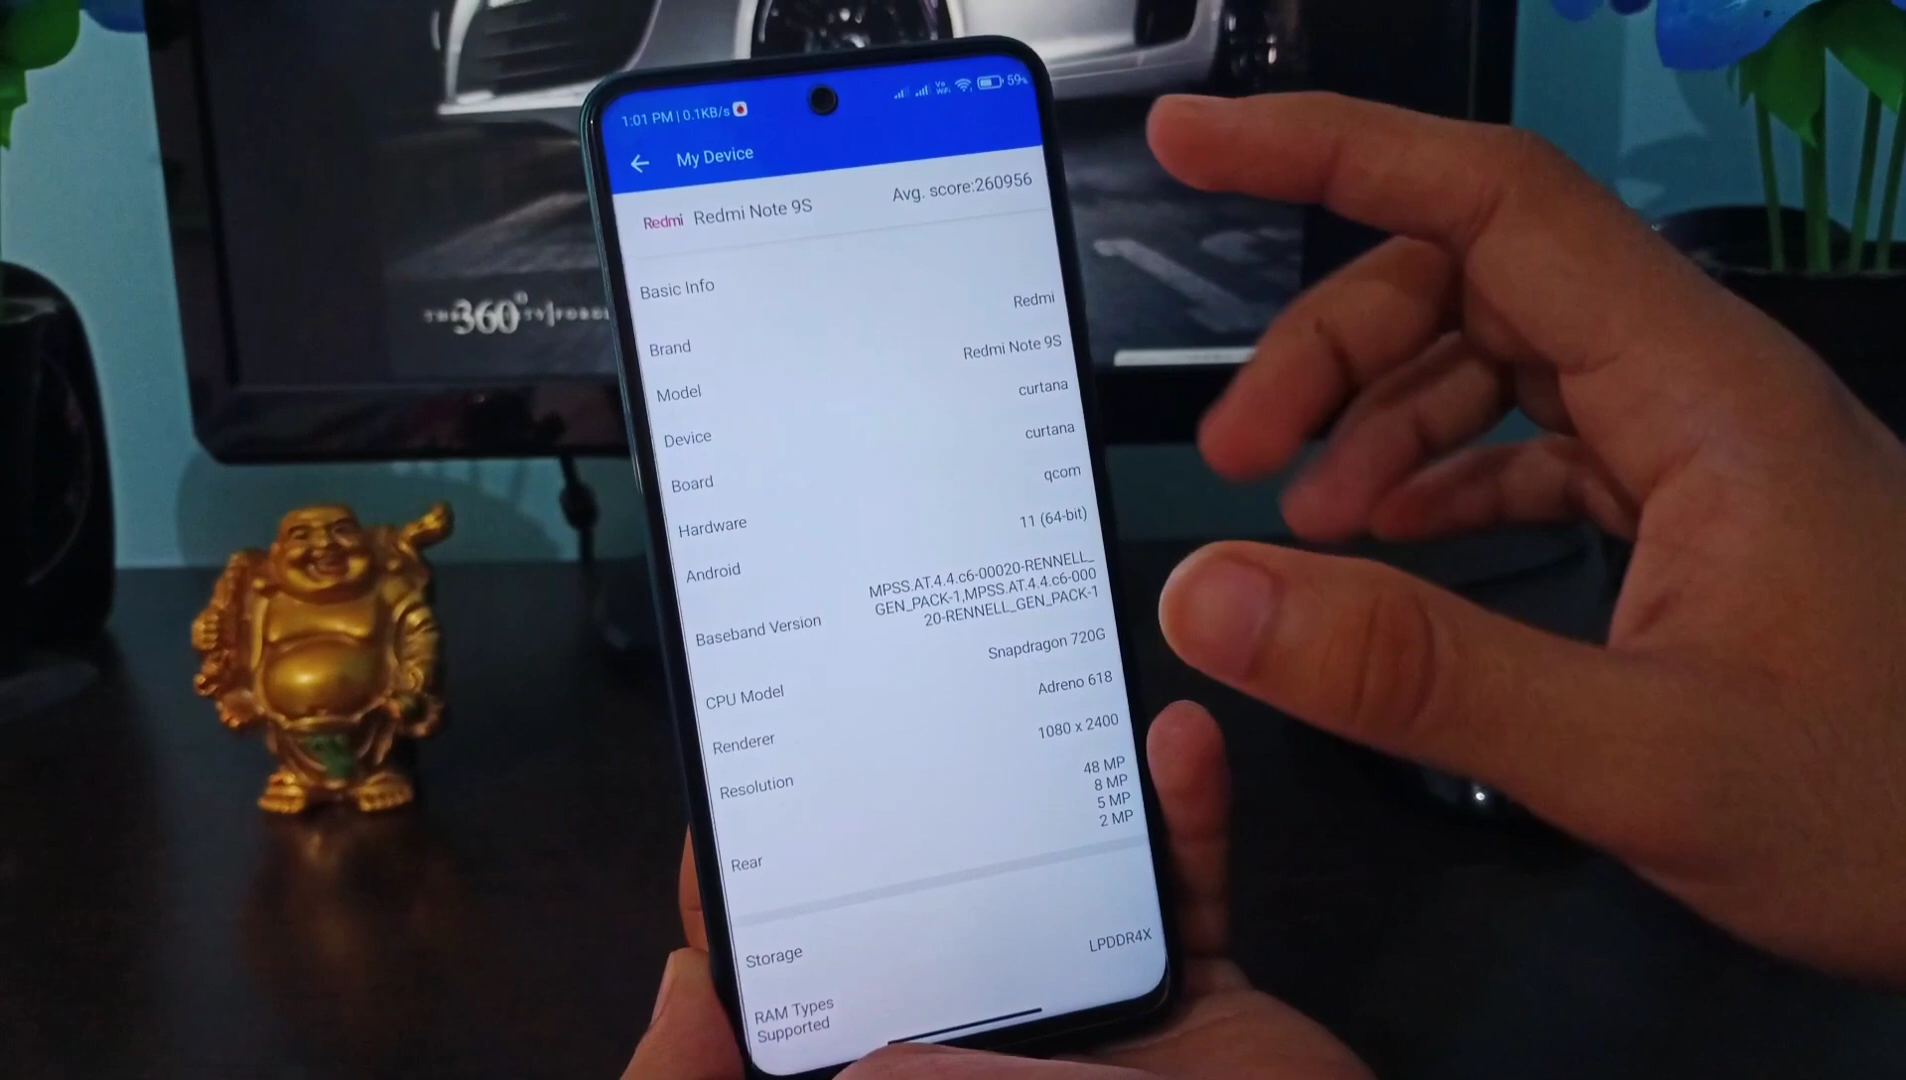 1:01 PM | 0.1KB/s
Vo
WiFi
59%
My Device
Redmi Redmi Note 9S Avg. score:260956
Basic Info
Brand Redmi
Model Redmi Note 9S
Device curtana
Board curtana
Hardware qcom
Android 11 (64-bit)
Baseband Version MPSS.AT.4.4.c6-00020-RENNELL_
GEN_PACK-1,MPSS.AT.4.4.c6-000
20-RENNELL_GEN_PACK-1
CPU Model Snapdragon 720G
Renderer Adreno 618
Resolution 1080 x 2400
Rear 48 MP
8 MP
5 MP
2 MP
Storage
RAM Types
Supported LPDDR4X
360°